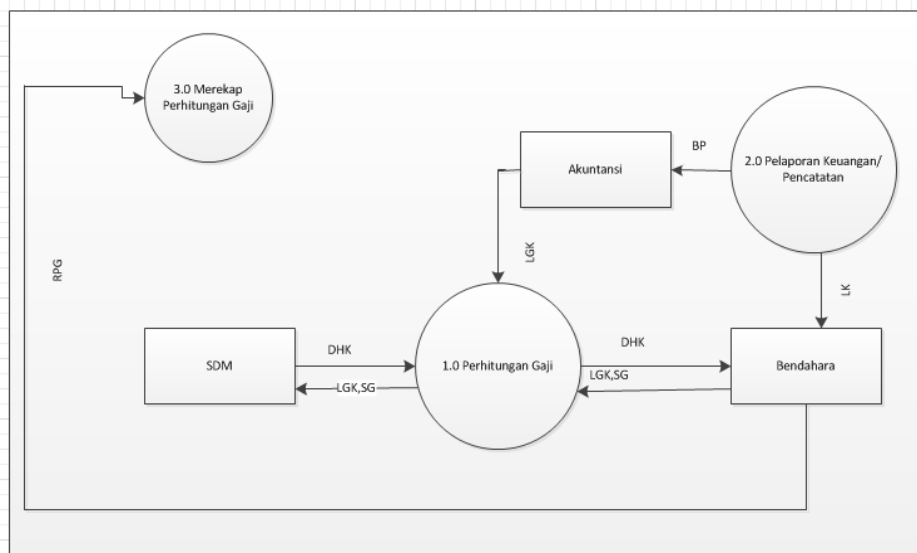 3.0 Merekap
Perhitungan Gaji
Akuntansi
BP
2.0 Pelaporan Keuangan/
Pencatatan
LGK
RPG
LK
SDM
DHK
LGK,SG
1.0 Perhitungan Gaji
DHK
LGK,SG
Bendahara